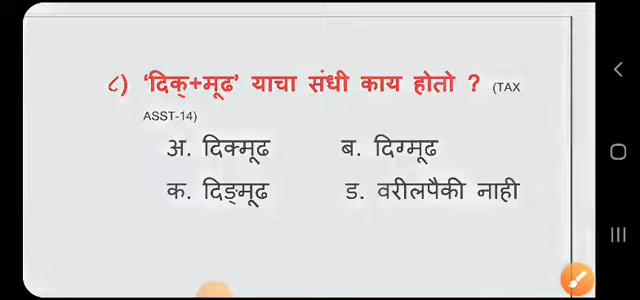 ८) 'दिक्+मूढ' याचा संधी काय होतो ? (TAX
ASST-14)
अ. दिक्मूढ ब. दिग्मूढ
क. दिङ्मूढ ड. वरीलपैकी नाही